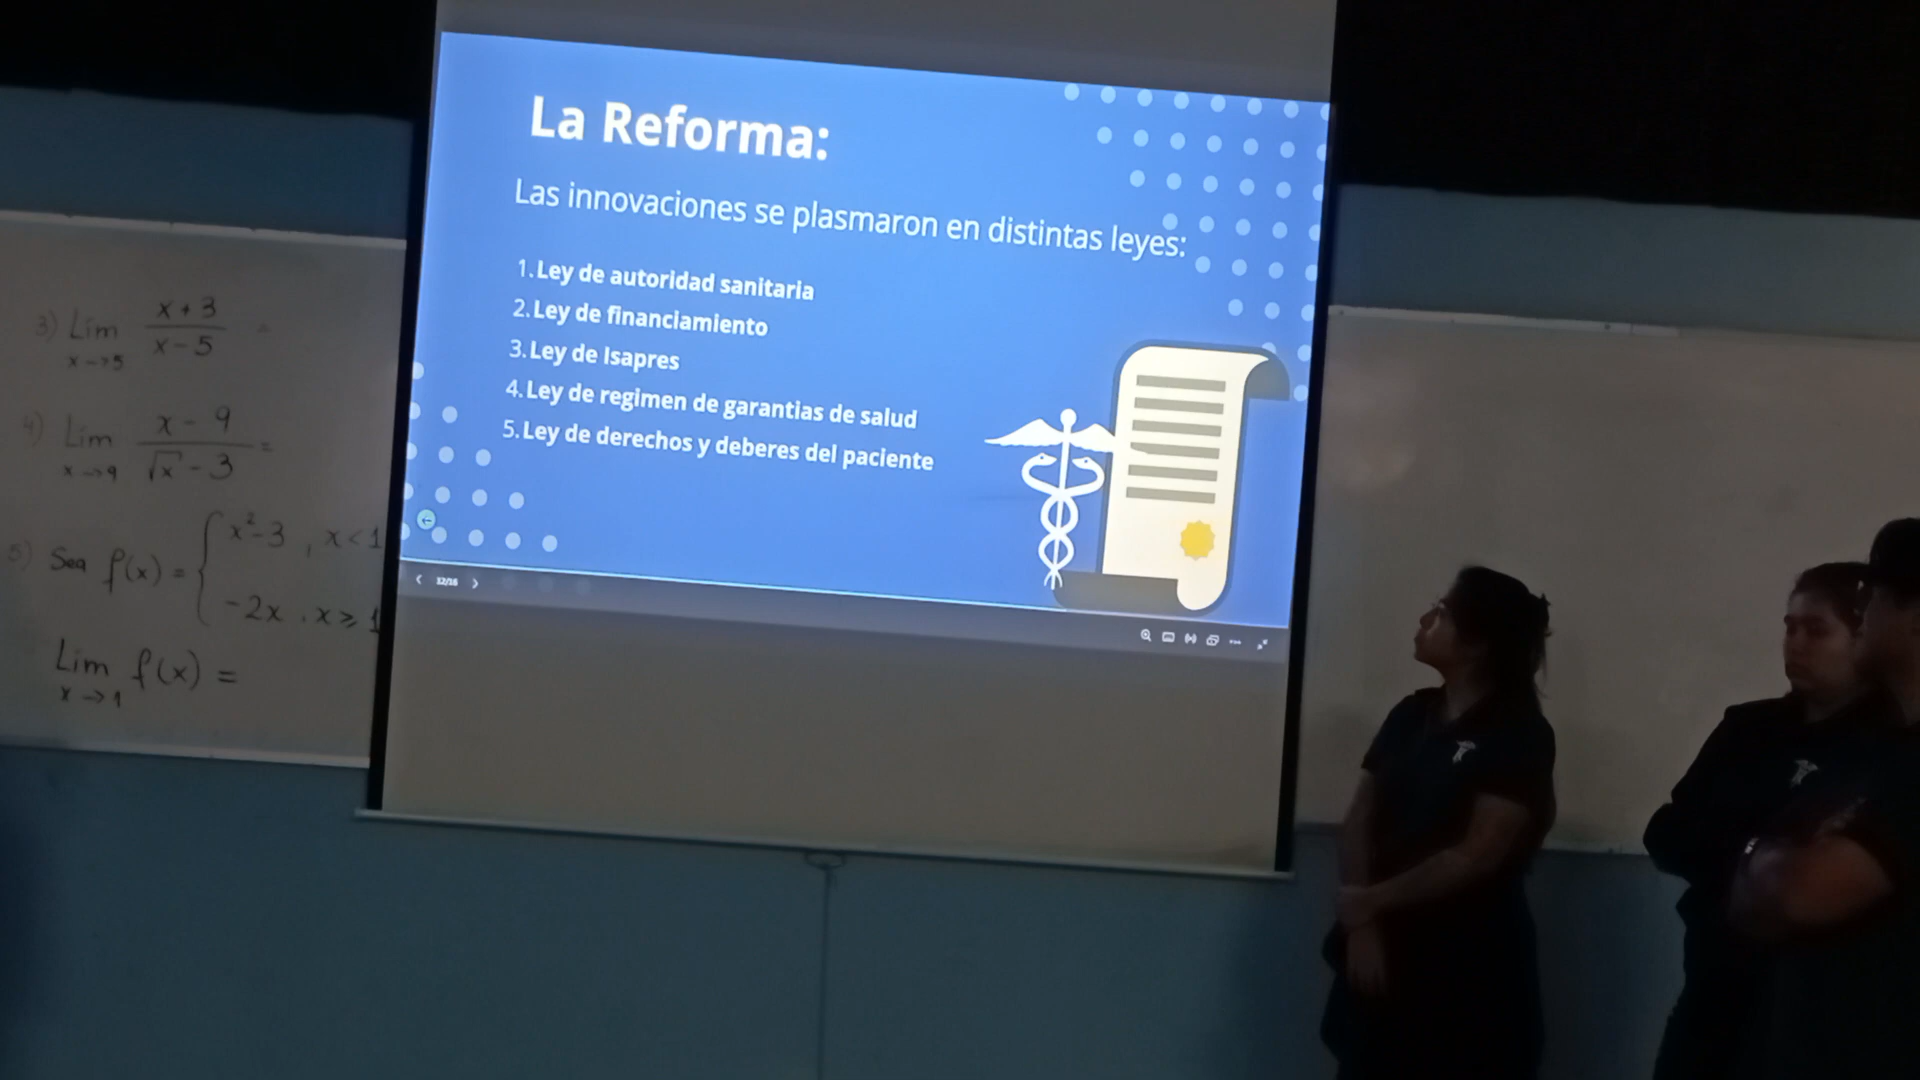 La Reforma:
Las innovaciones se plasmaron en distintas leyes:
1. Ley de autoridad sanitaria
2. Ley de financiamiento
3. Ley de Isapres
4. Ley de regimen de garantias de salud
5. Ley de derechos y deberes del paciente
12/16
3) Lim x + 3 =
x→5 x - 5
4) Lim x - 9 =
x→9 √x - 3
5) Sea f(x) = { x² - 3 , x < 1
-2x , x ≥ 1
Lim f(x) =
x→1